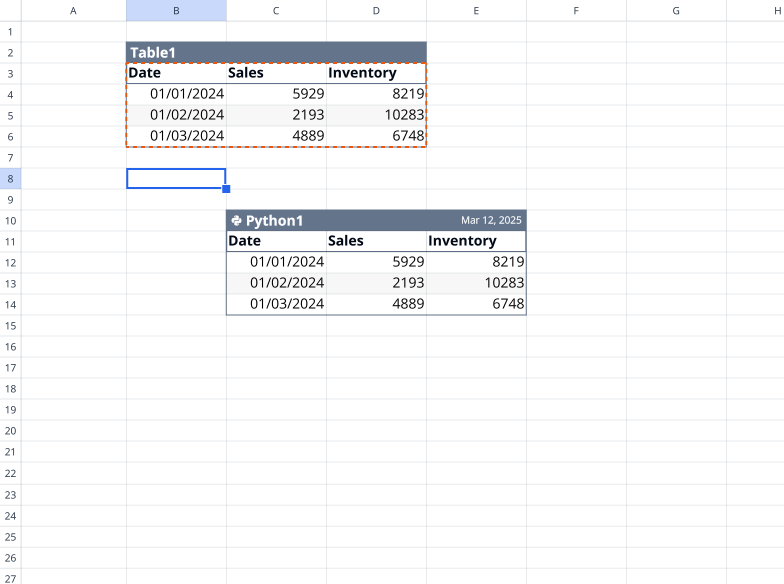 A B C D E F G H
1
2 Table1
3 Date Sales Inventory
4 01/01/2024 5929 8219
5 01/02/2024 2193 10283
6 01/03/2024 4889 6748
7
8
9
10 Python1 Mar 12, 2025
11 Date Sales Inventory
12 01/01/2024 5929 8219
13 01/02/2024 2193 10283
14 01/03/2024 4889 6748
15
16
17
18
19
20
21
22
23
24
25
26
27